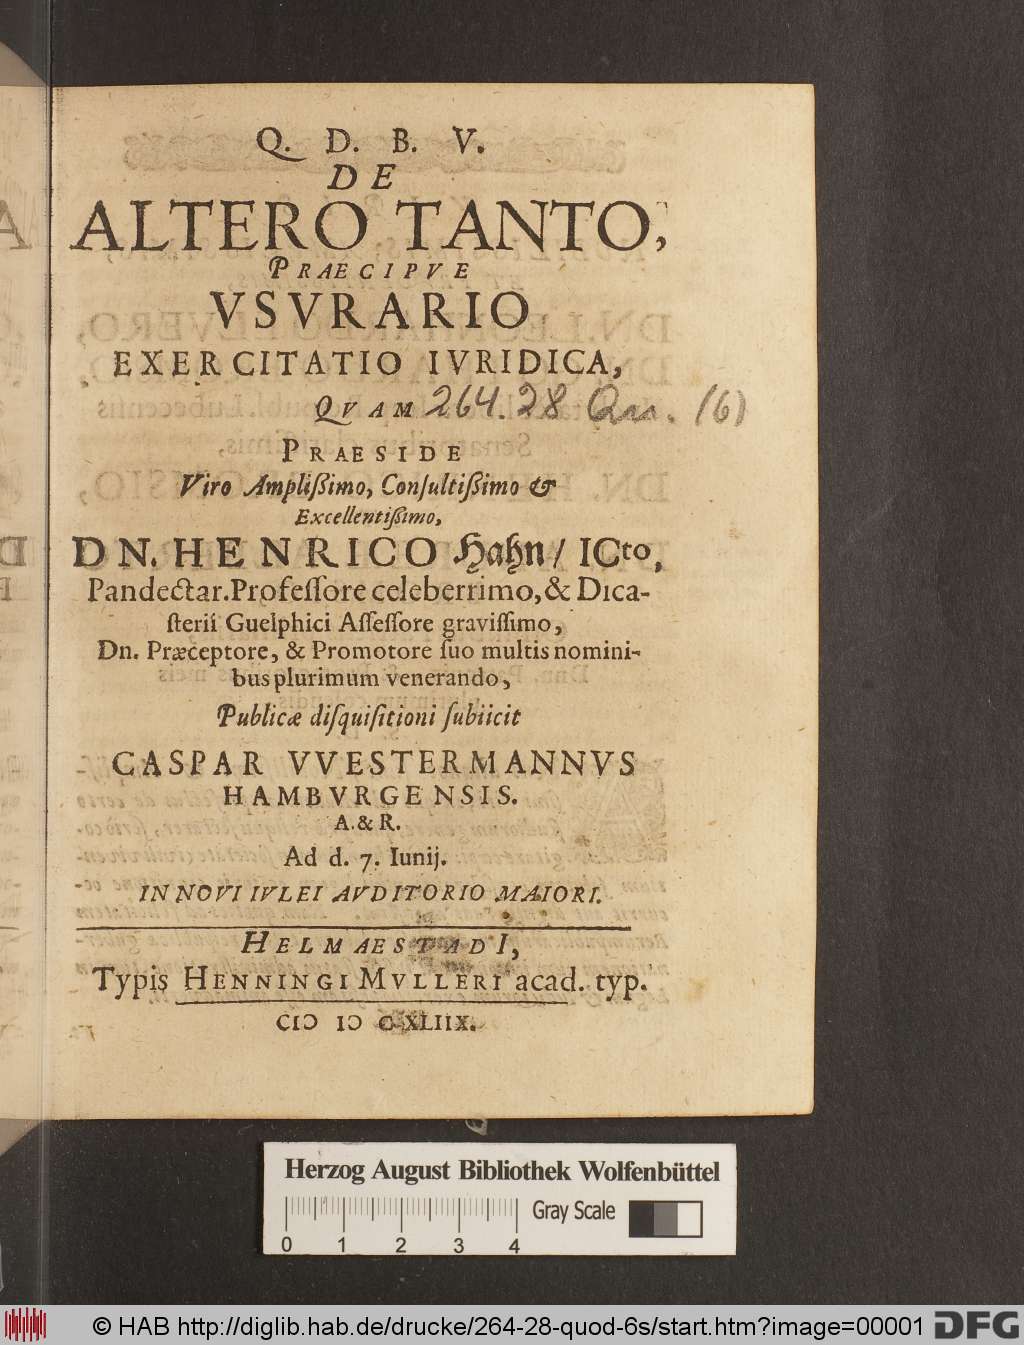 Q. D. B. V.
DE
ALTERO TANTO,
PRAECIPVE
VSVRARIO
EXERCITATIO IVRIDICA,
QVAM 264.28 Qu. (6)
PRAESIDE
Viro Ampliſſimo, Conſultiſſimo &
Excellentiſſimo,
DN. HENRICO Hahn / ICto,
Pandectar. Profeſſore celeberrimo, & Dica-
ſterii Guelphici Aſſeſſore graviſſimo,
Dn. Præceptore, & Promotore ſuo multis nomini-
bus plurimum venerando,
Publicæ diſquiſitioni ſubiicit
CASPAR VVESTERMANNVS
HAMBVRGENSIS.
A. & R.
Ad d. 7. Iunij.
IN NOVI IVLEI AVDITORIO MAIORI.
HELMAESTADI,
Typis HENNINGI MVLLERI acad. typ.
CIƆ IƆ C XLIIX.
Herzog August Bibliothek Wolfenbüttel
Gray Scale
0 1 2 3 4
© HAB http://diglib.hab.de/drucke/264-28-quod-6s/start.htm?image=00001 DFG